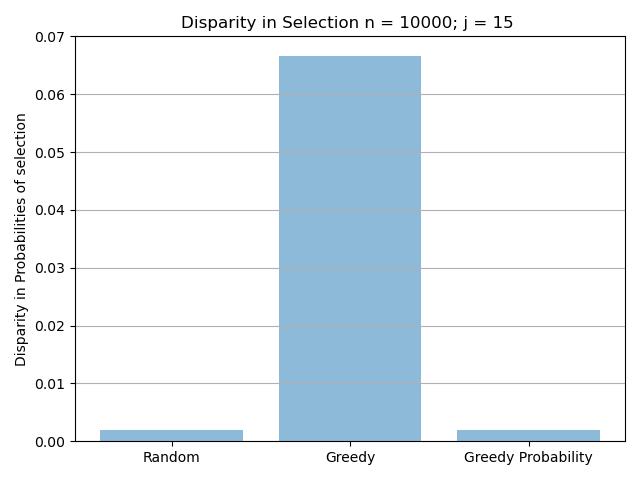 Disparity in Selection n = 10000; j = 15
Disparity in Probabilities of selection
0.07
0.06
0.05
0.04
0.03
0.02
0.01
0.00
Random Greedy Greedy Probability